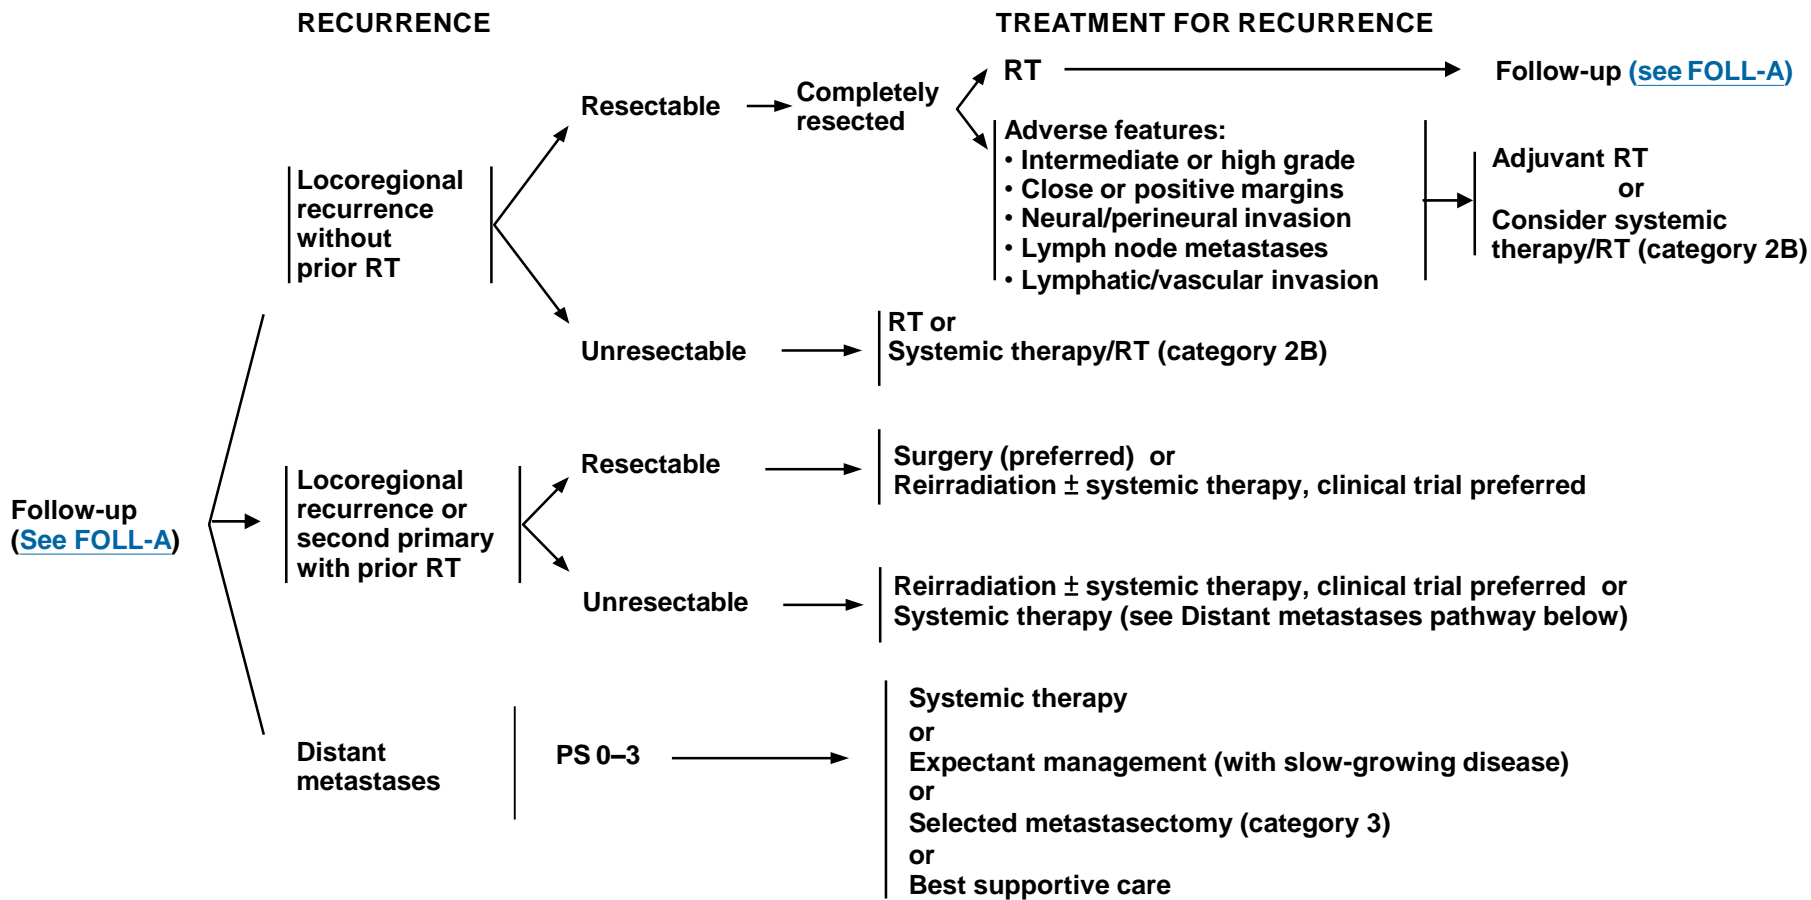 RECURRENCE
TREATMENT FOR RECURRENCE
Resectable
Completely
resected
RT
Follow-up (see FOLL-A)
Adverse features:
• Intermediate or high grade
• Close or positive margins
• Neural/perineural invasion
• Lymph node metastases
• Lymphatic/vascular invasion
Adjuvant RT
or
Consider systemic
therapy/RT (category 2B)
Locoregional
recurrence
without
prior RT
Unresectable
RT or
Systemic therapy/RT (category 2B)
Follow-up
(See FOLL-A)
Locoregional
recurrence or
second primary
with prior RT
Resectable
Surgery (preferred) or
Reirradiation ± systemic therapy, clinical trial preferred
Unresectable
Reirradiation ± systemic therapy, clinical trial preferred or
Systemic therapy (see Distant metastases pathway below)
Distant
metastases
PS 0–3
Systemic therapy
or
Expectant management (with slow-growing disease)
or
Selected metastasectomy (category 3)
or
Best supportive care